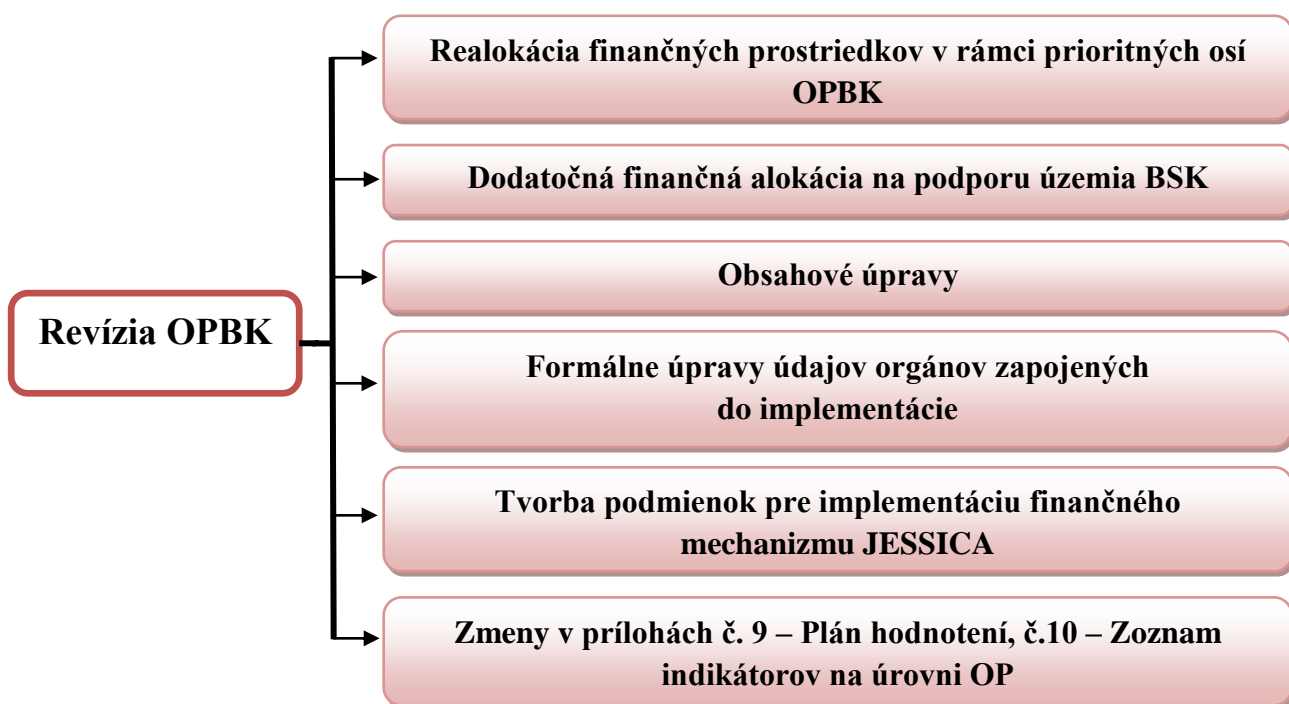 Realokácia finančných prostriedkov v rámci prioritných osí
OPBK
Dodatočná finančná alokácia na podporu územia BSK
Obsahové úpravy
Revízia OPBK
Formálne úpravy údajov orgánov zapojených
do implementácie
Tvorba podmienok pre implementáciu finančného
mechanizmu JESSICA
Zmeny v prílohách č. 9 – Plán hodnotení, č.10 – Zoznam
indikátorov na úrovni OP